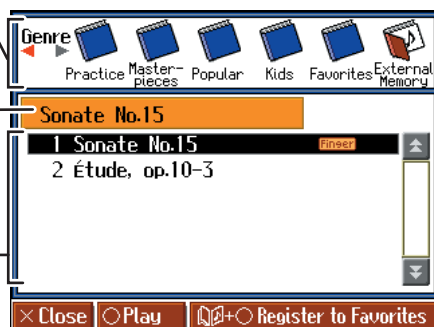 Genre
Practice Master-pieces Popular Kids Favorites External Memory
Sonate No.15
1 Sonate No.15 Finger
2 Étude, op.10-3
× Close ○ Play + ○ Register to Favorites